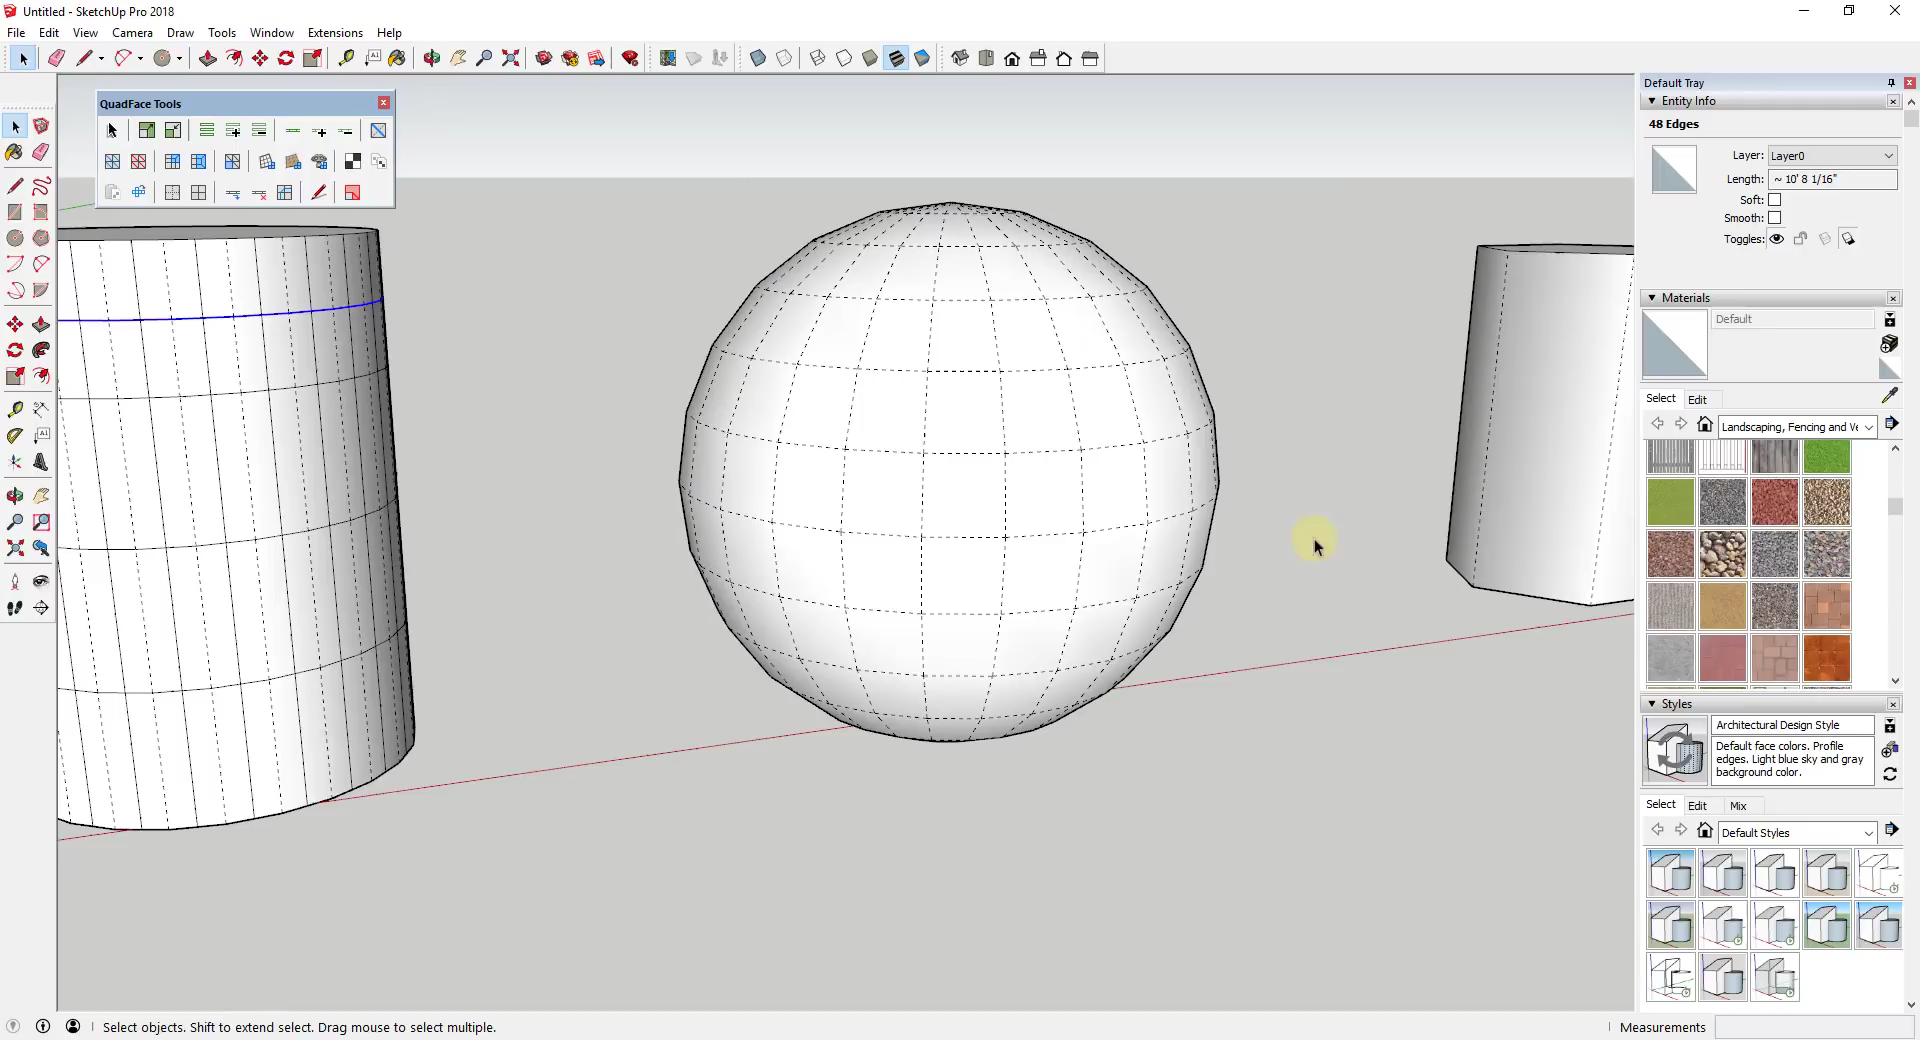 Untitled - SketchUp Pro 2018
File Edit View Camera Draw Tools Window Extensions Help
QuadFace Tools
Default Tray
Entity Info
48 Edges
Layer: Layer0
Length: ~ 10' 8 1/16"
Soft:
Smooth:
Toggles:
Materials
Default
Select Edit
Landscaping, Fencing and Ve
Styles
Architectural Design Style
Default face colors. Profile
edges. Light blue sky and gray
background color.
Select Edit Mix
Default Styles
Select objects. Shift to extend select. Drag mouse to select multiple.
Measurements